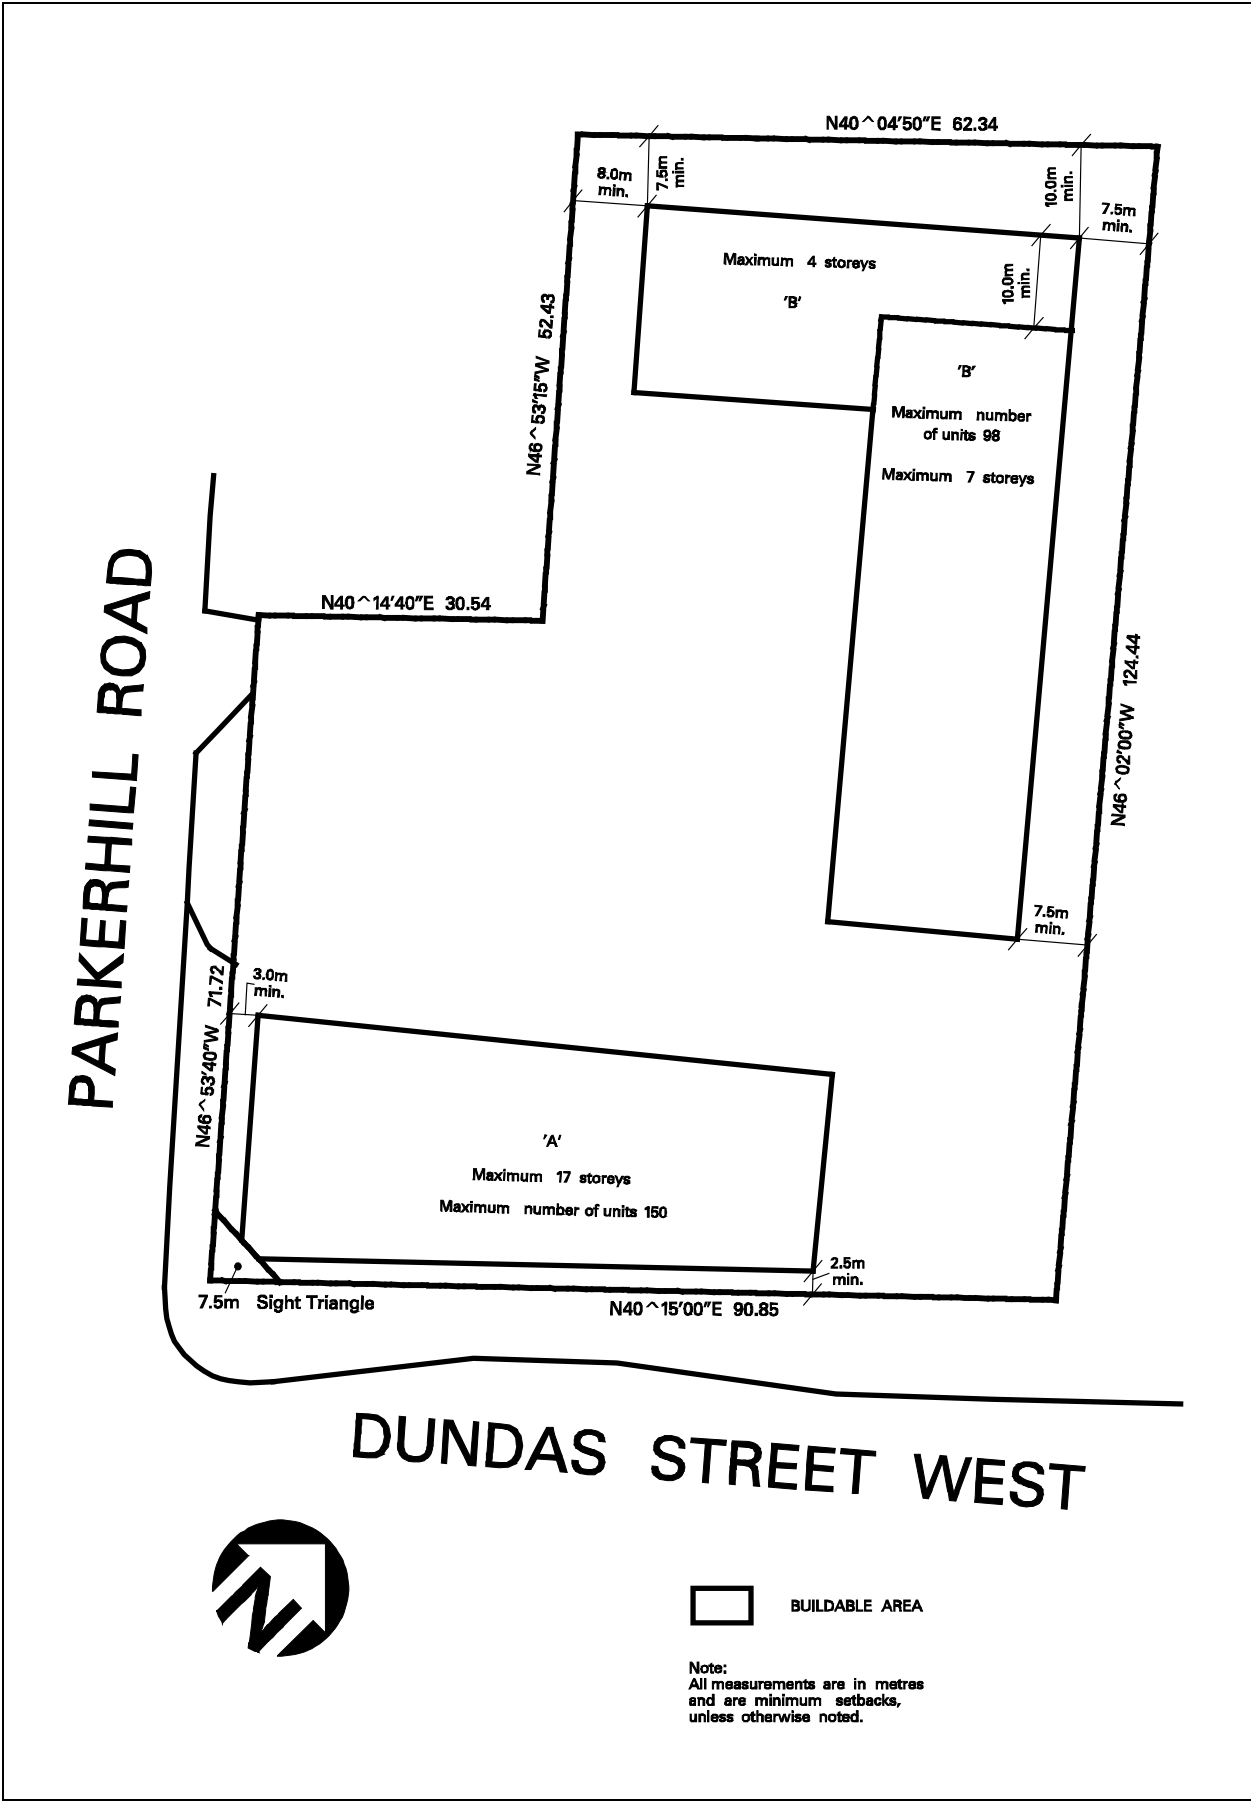 N40^04'50"E 62.34
8.0m
min.
7.5m
min.
10.0m
min.
7.5m
min.
Maximum 4 storeys
'B'
10.0m
min.
N46^53'15"W 52.43
'B'
Maximum number
of units 98
Maximum 7 storeys
N40^14'40"E 30.54
PARKERHILL ROAD
N46^02'00"W 124.44
7.5m
min.
N46^53'40"W 71.72
3.0m
min.
'A'
Maximum 17 storeys
Maximum number of units 150
2.5m
min.
7.5m Sight Triangle
N40^15'00"E 90.85
DUNDAS STREET WEST
N
BUILDABLE AREA
Note:
All measurements are in metres
and are minimum setbacks,
unless otherwise noted.